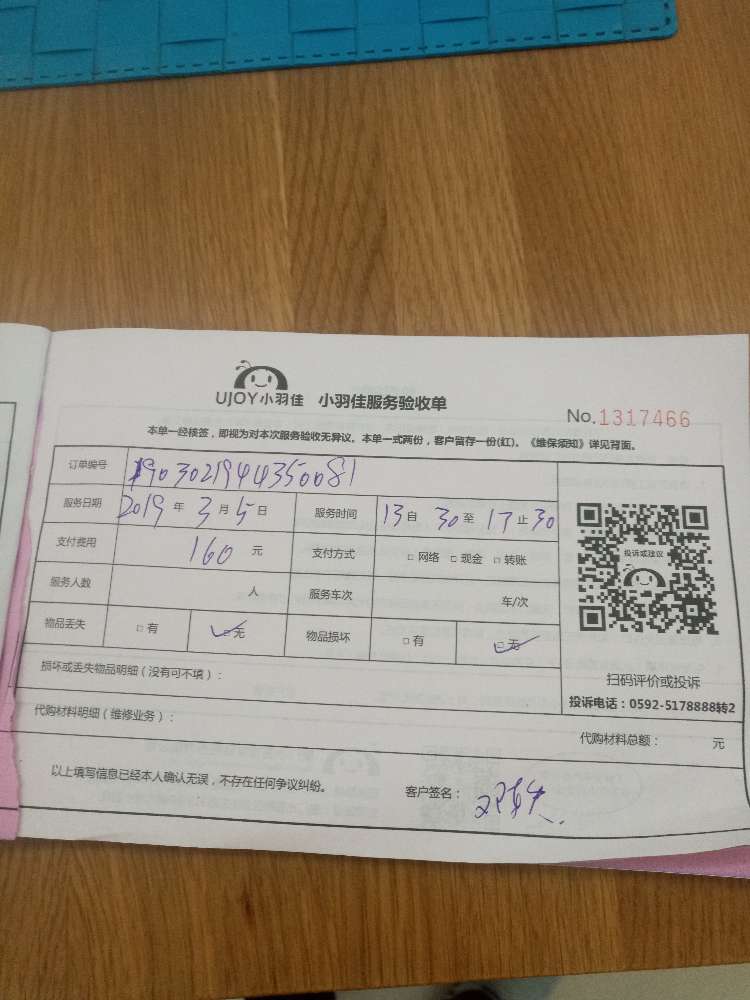 UJOY小羽佳 小羽佳服务验收单
No.1317466
本单一经核签，即视为对本次服务验收无异议。本单一式两份，客户留存一份(红)。《维保须知》详见背面。
订单编号 19030219444350081
服务日期 2019 年 3 月 5 日 服务时间 13 自 30 至 17 止 30
支付费用 160 元 支付方式 □ 网络 □ 现金 □ 转账
服务人数 人 服务车次 车/次
物品丢失 □ 有 □ 无 物品损坏 □ 有 □ 无
投诉或建议
扫码评价或投诉
投诉电话：0592-5178888转2
损坏或丢失物品明细（没有可不填）：
代购材料明细（维修业务）： 代购材料总额： 元
以上填写信息已经本人确认无误，不存在任何争议纠纷。 客户签名：